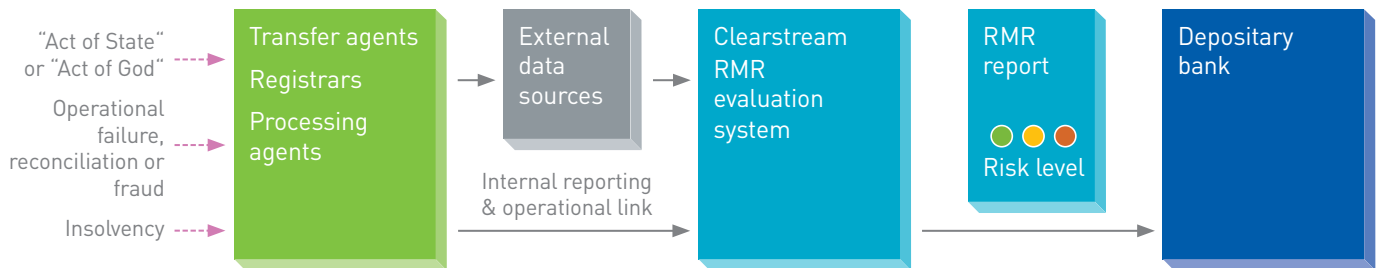 “Act of State“
or “Act of God“
Operational
failure,
reconciliation or
fraud
Insolvency
Transfer agents
Registrars
Processing
agents
External
data
sources
Internal reporting
& operational link
Clearstream
RMR
evaluation
system
RMR
report
Risk level
Depositary
bank